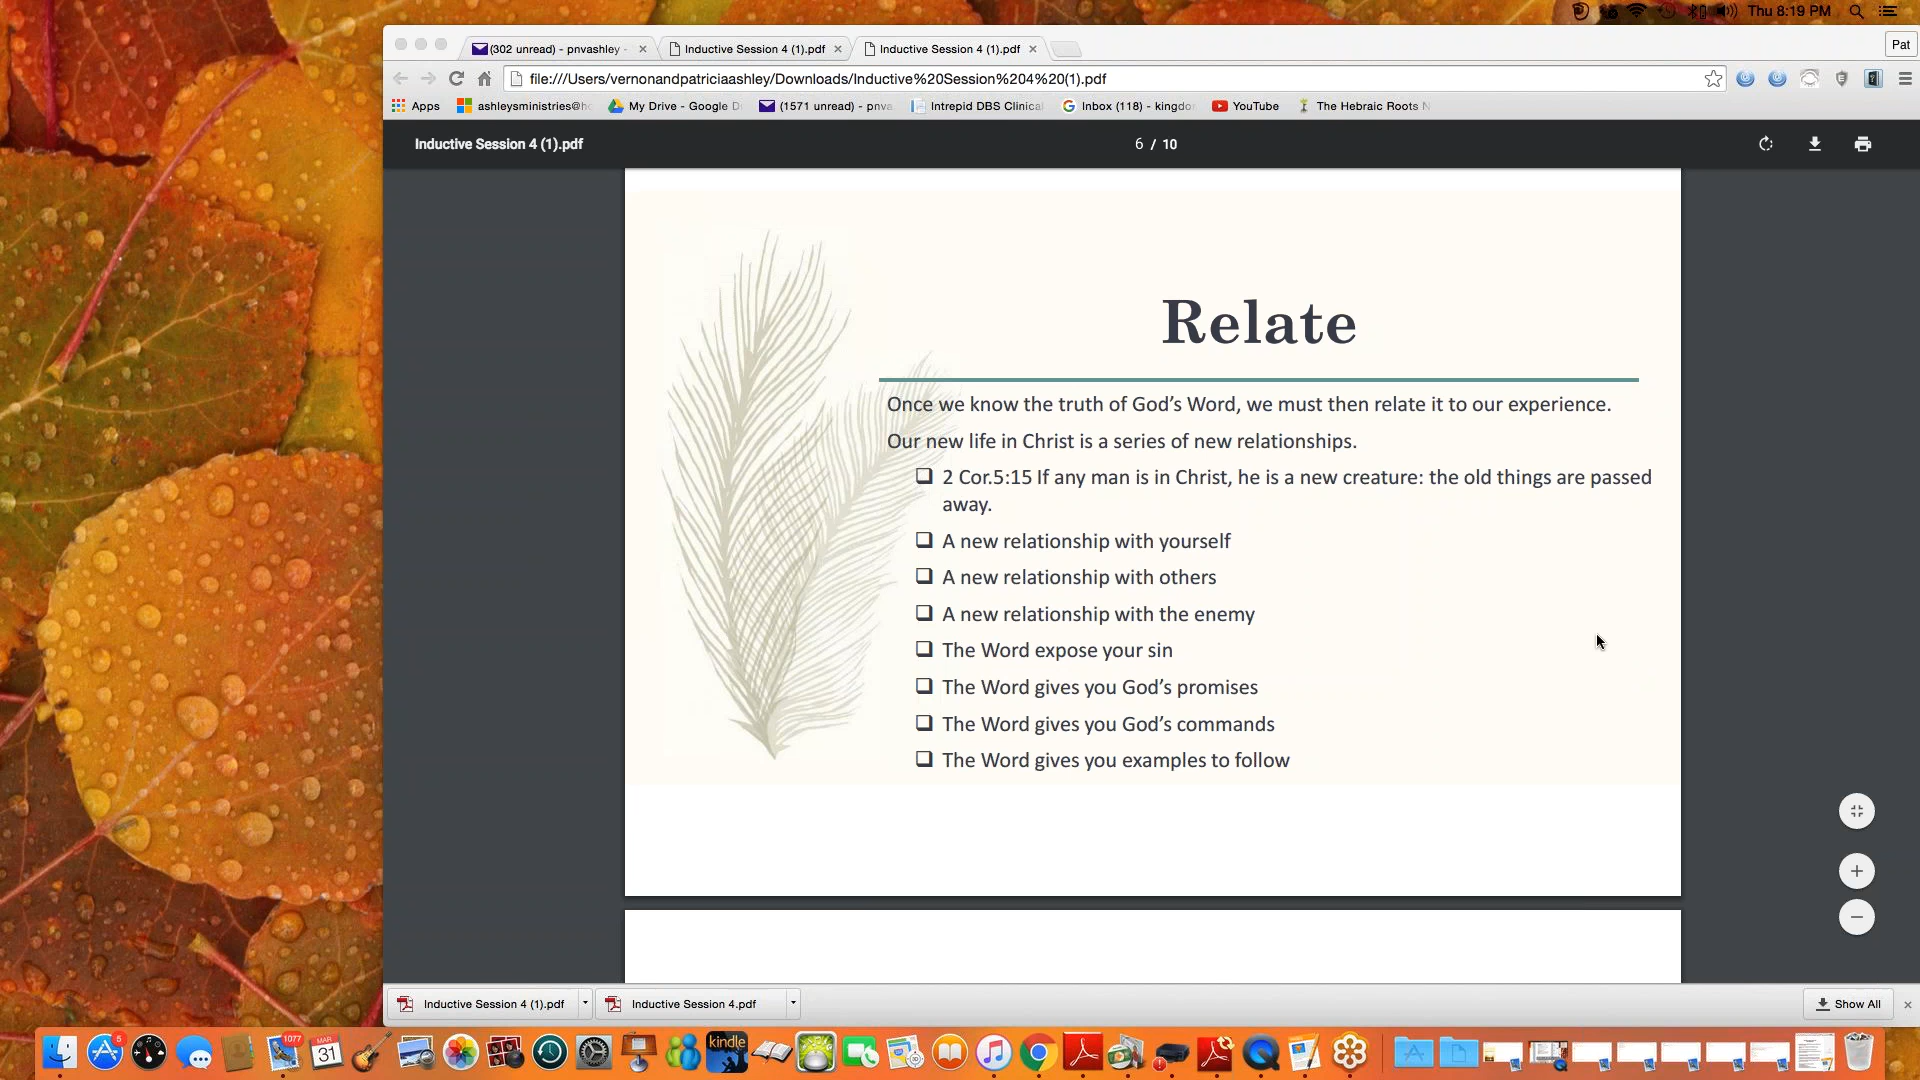 Thu 8:19 PM
(302 unread) - pnvashley -
Inductive Session 4 (1).pdf
Inductive Session 4 (1).pdf
Pat
file:///Users/vernonandpatriciaashley/Downloads/Inductive%20Session%204%20(1).pdf
Apps
ashleysministries@h
My Drive - Google D
(1571 unread) - pnva
Intrepid DBS Clinical
Inbox (118) - kingdo
YouTube
The Hebraic Roots N
Inductive Session 4 (1).pdf
6 / 10
Relate
Once we know the truth of God’s Word, we must then relate it to our experience.
Our new life in Christ is a series of new relationships.
❑ 2 Cor.5:15 If any man is in Christ, he is a new creature: the old things are passed
away.
❑ A new relationship with yourself
❑ A new relationship with others
❑ A new relationship with the enemy
❑ The Word expose your sin
❑ The Word gives you God’s promises
❑ The Word gives you God’s commands
❑ The Word gives you examples to follow
Inductive Session 4 (1).pdf
Inductive Session 4.pdf
Show All
5
1077
MAR
31
kindle